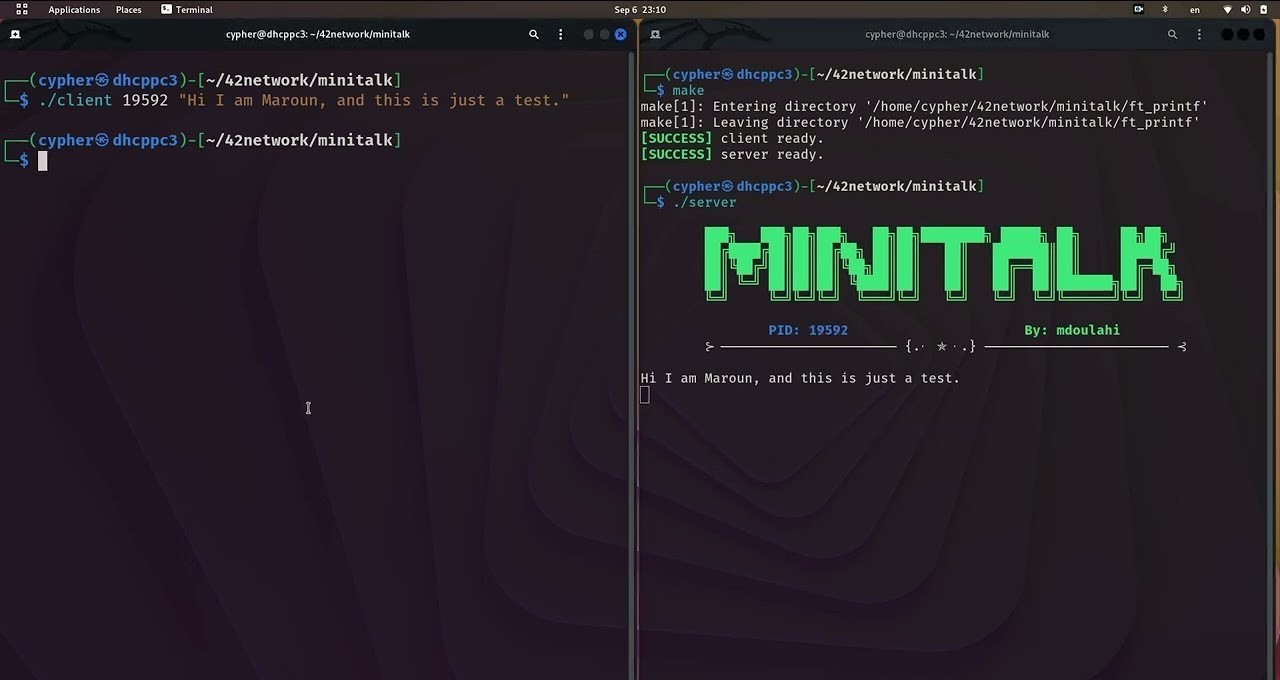 Applications Places Terminal Sep 6 23:10 en
cypher@dhcppc3: ~/42network/minitalk
┌──(cypher㉿dhcppc3)-[~/42network/minitalk]
└─$ ./client 19592 "Hi I am Maroun, and this is just a test."
┌──(cypher㉿dhcppc3)-[~/42network/minitalk]
└─$
cypher@dhcppc3: ~/42network/minitalk
┌──(cypher㉿dhcppc3)-[~/42network/minitalk]
└─$ make
make[1]: Entering directory '/home/cypher/42network/minitalk/ft_printf'
make[1]: Leaving directory '/home/cypher/42network/minitalk/ft_printf'
[SUCCESS] client ready.
[SUCCESS] server ready.
┌──(cypher㉿dhcppc3)-[~/42network/minitalk]
└─$ ./server
MINITALK
PID: 19592 By: mdoulahi
⊱ ────────────────────── {.· ✯ ·.} ─────────────────────── ⊰
Hi I am Maroun, and this is just a test.